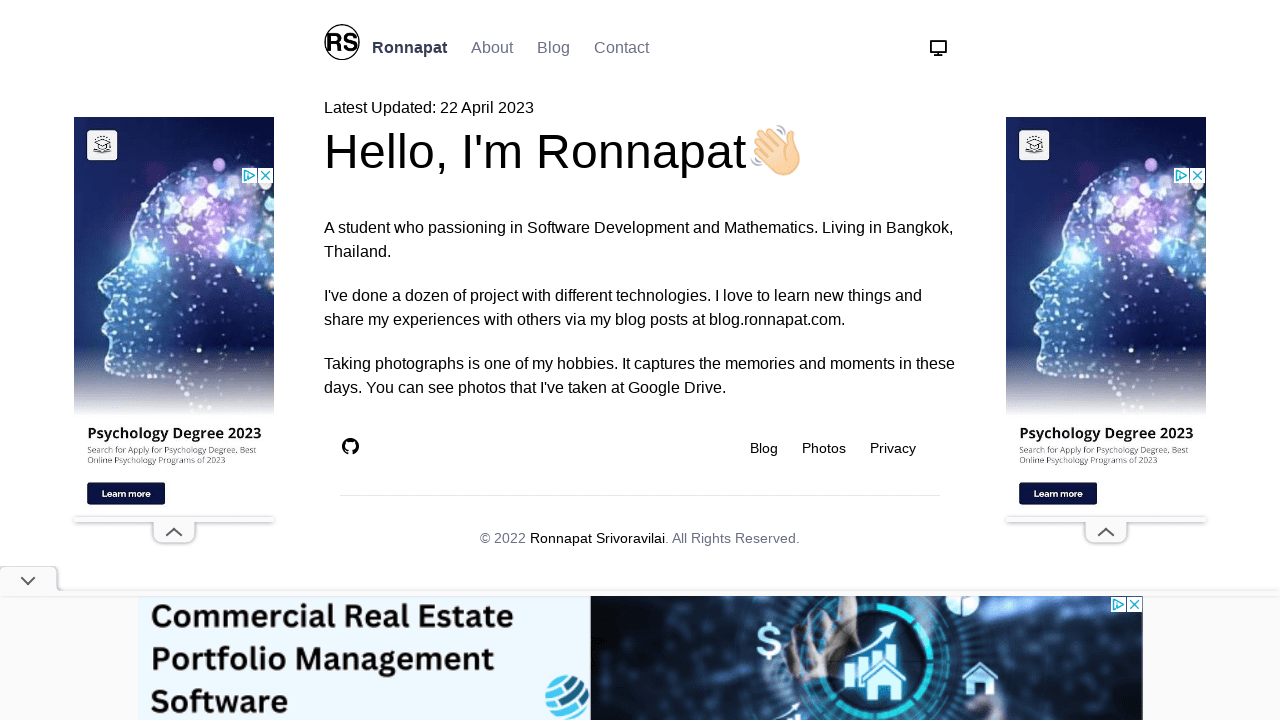 RS
Ronnapat About Blog Contact
Latest Updated: 22 April 2023
Hello, I'm Ronnapat
A student who passioning in Software Development and Mathematics. Living in Bangkok,
Thailand.
I've done a dozen of project with different technologies. I love to learn new things and
share my experiences with others via my blog posts at blog.ronnapat.com.
Taking photographs is one of my hobbies. It captures the memories and moments in these
days. You can see photos that I've taken at Google Drive.
Blog Photos Privacy
© 2022 Ronnapat Srivoravilai. All Rights Reserved.
Psychology Degree 2023
Search for Apply for Psychology Degree. Best
Online Psychology Programs of 2023
Learn more
Psychology Degree 2023
Search for Apply for Psychology Degree. Best
Online Psychology Programs of 2023
Learn more
Commercial Real Estate
Portfolio Management
Software
$